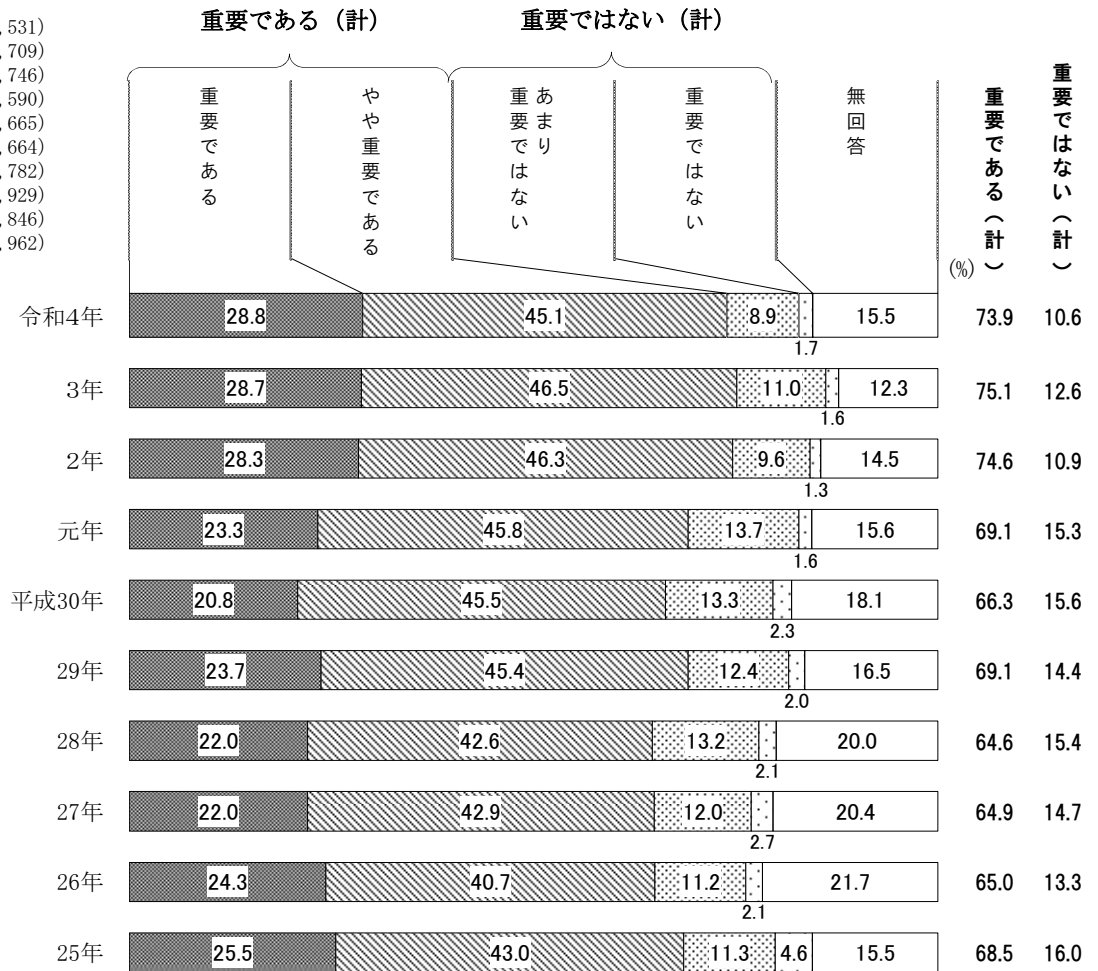 重要である（計） 重要ではない（計）
,531)
,709)
,746)
,590)
,665)
,664)
,782)
,929)
,846)
,962)
重要である
やや重要である
あまり
重要ではない
重要ではない
無回答
重要である（計）
重要ではない（計）
(%)
令和4年 28.8 45.1 8.9 1.7 15.5 73.9 10.6
3年 28.7 46.5 11.0 1.6 12.3 75.1 12.6
2年 28.3 46.3 9.6 1.3 14.5 74.6 10.9
元年 23.3 45.8 13.7 1.6 15.6 69.1 15.3
平成30年 20.8 45.5 13.3 2.3 18.1 66.3 15.6
29年 23.7 45.4 12.4 2.0 16.5 69.1 14.4
28年 22.0 42.6 13.2 2.1 20.0 64.6 15.4
27年 22.0 42.9 12.0 2.7 20.4 64.9 14.7
26年 24.3 40.7 11.2 2.1 21.7 65.0 13.3
25年 25.5 43.0 11.3 4.6 15.5 68.5 16.0